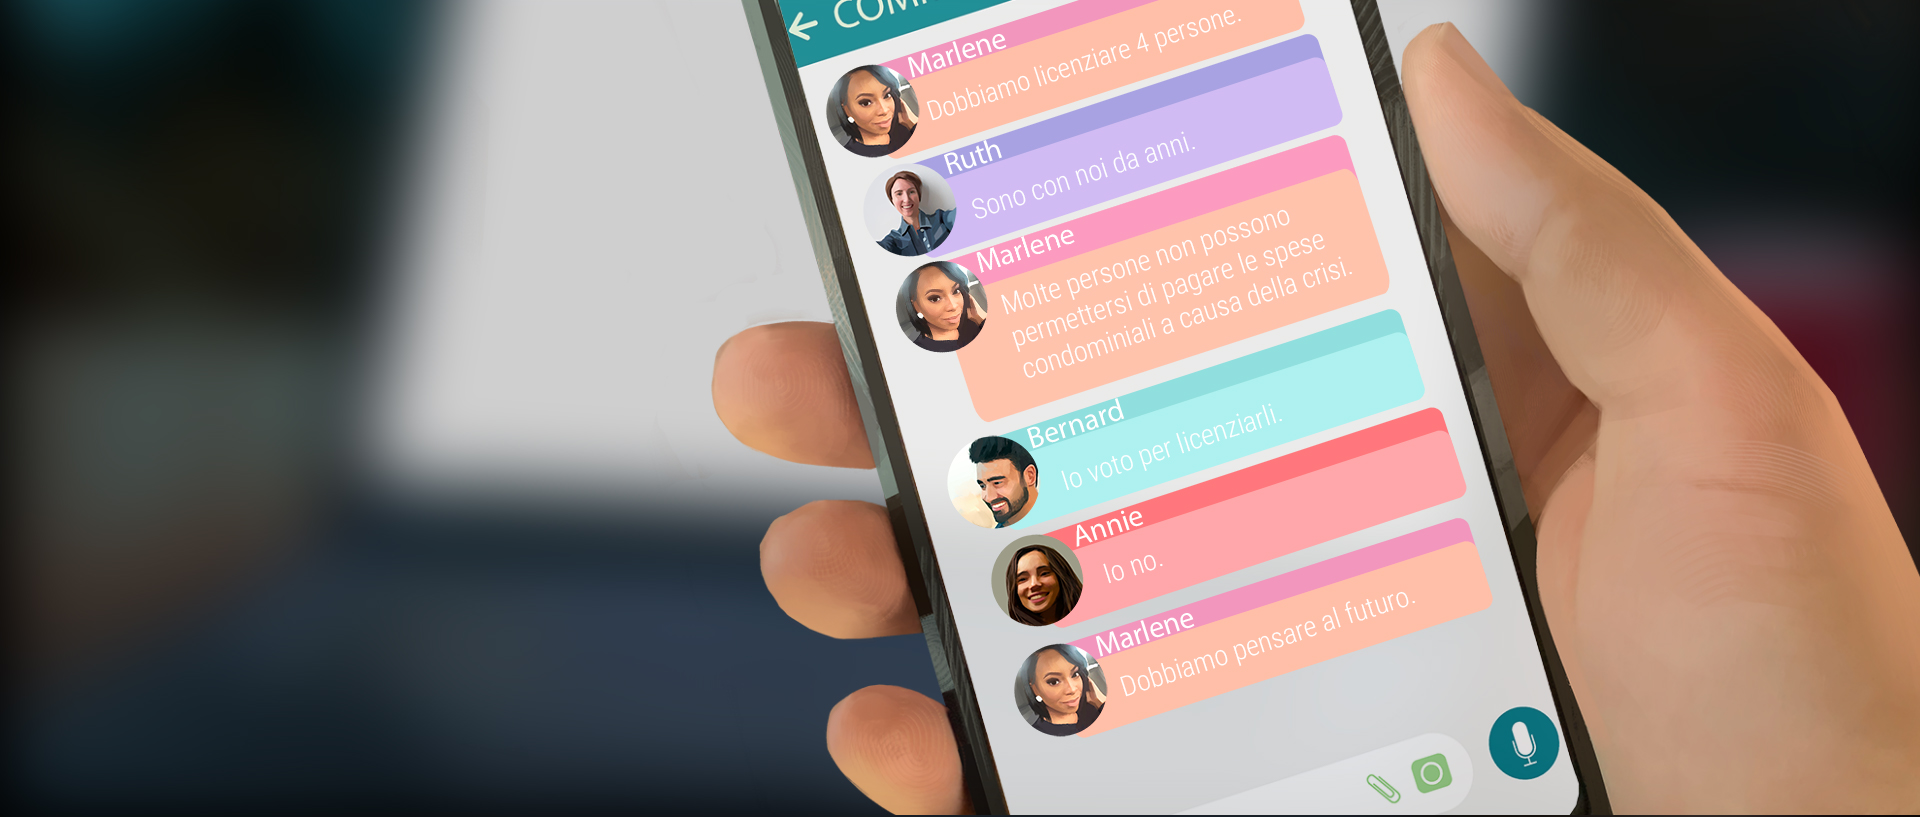 Marlene
Dobbiamo licenziare 4 persone.
Ruth
Sono con noi da anni.
Marlene
Molte persone non possono
permettersi di pagare le spese
condominiali a causa della crisi.
Bernard
Io voto per licenziarli.
Annie
Io no.
Marlene
Dobbiamo pensare al futuro.